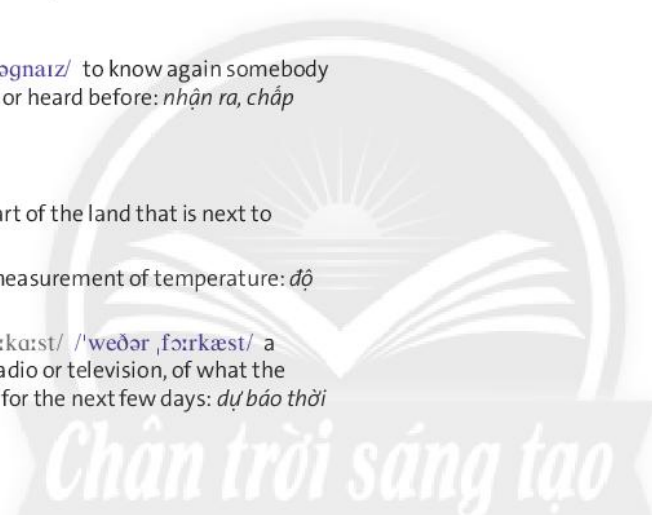 əɡnaɪz/ to know again somebody
or heard before: nhận ra, chấp
art of the land that is next to
measurement of temperature: độ
ːkɑːst/ /ˈweðər ˌfɔːrkæst/ a
adio or television, of what the
for the next few days: dự báo thời
Chân trời sáng tạo